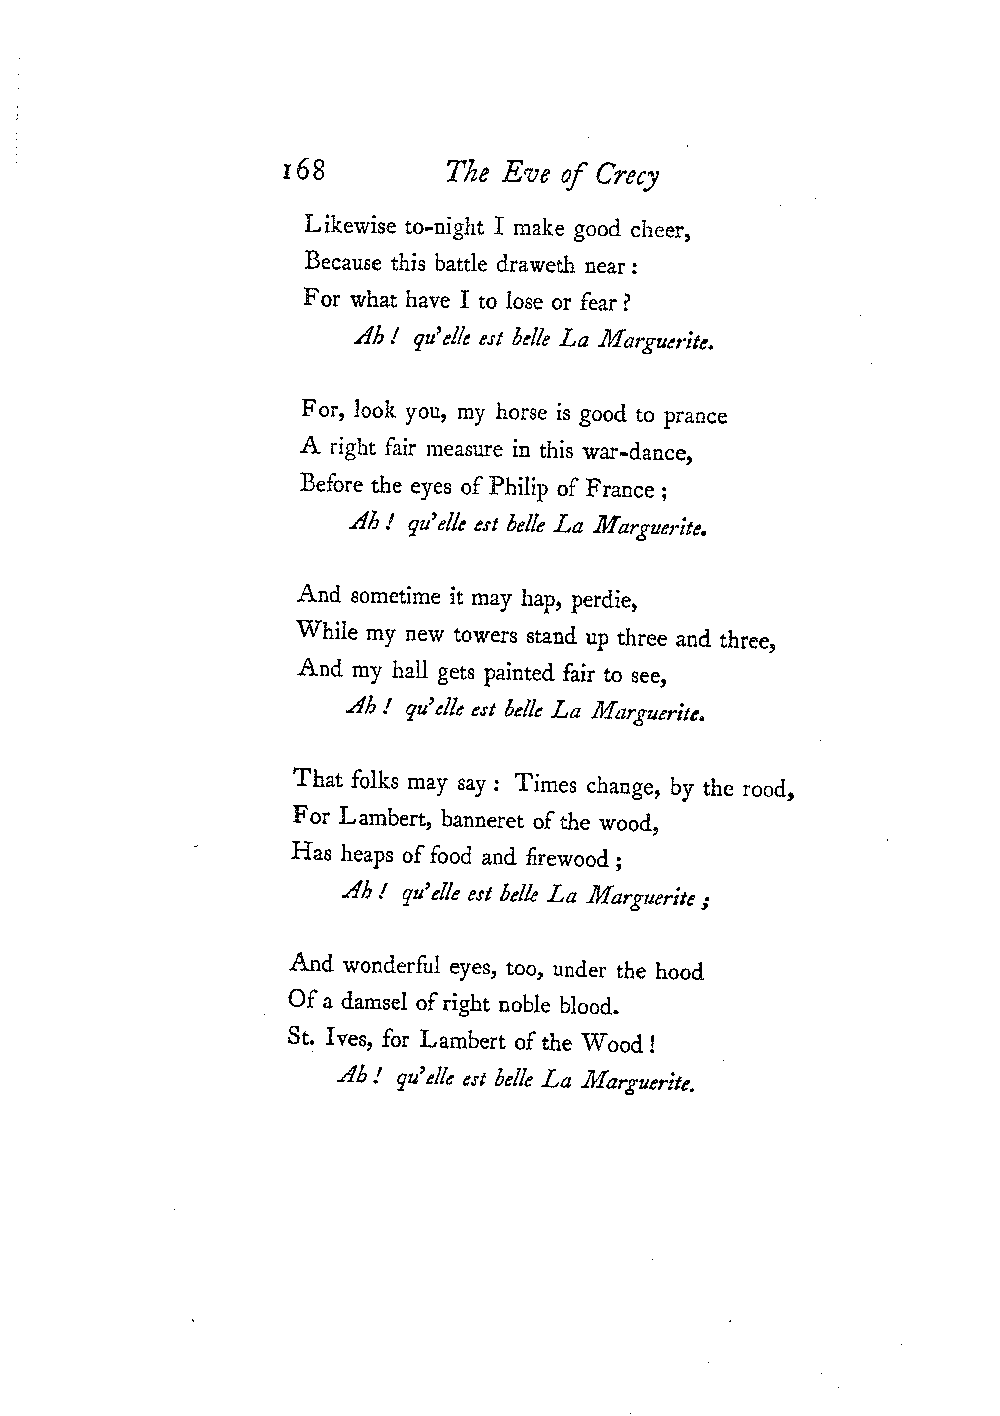 168 The Eve of Crecy
Likewise to-night I make good cheer,
Because this battle draweth near :
For what have I to lose or fear ?
Ah ! qu'elle est belle La Marguerite.
For, look you, my horse is good to prance
A right fair measure in this war-dance,
Before the eyes of Philip of France ;
Ah ! qu'elle est belle La Marguerite.
And sometime it may hap, perdie,
While my new towers stand up three and three,
And my hall gets painted fair to see,
Ah ! qu'elle est belle La Marguerite.
That folks may say : Times change, by the rood,
For Lambert, banneret of the wood,
Has heaps of food and firewood ;
Ah ! qu'elle est belle La Marguerite ;
And wonderful eyes, too, under the hood
Of a damsel of right noble blood.
St. Ives, for Lambert of the Wood !
Ah ! qu'elle est belle La Marguerite.